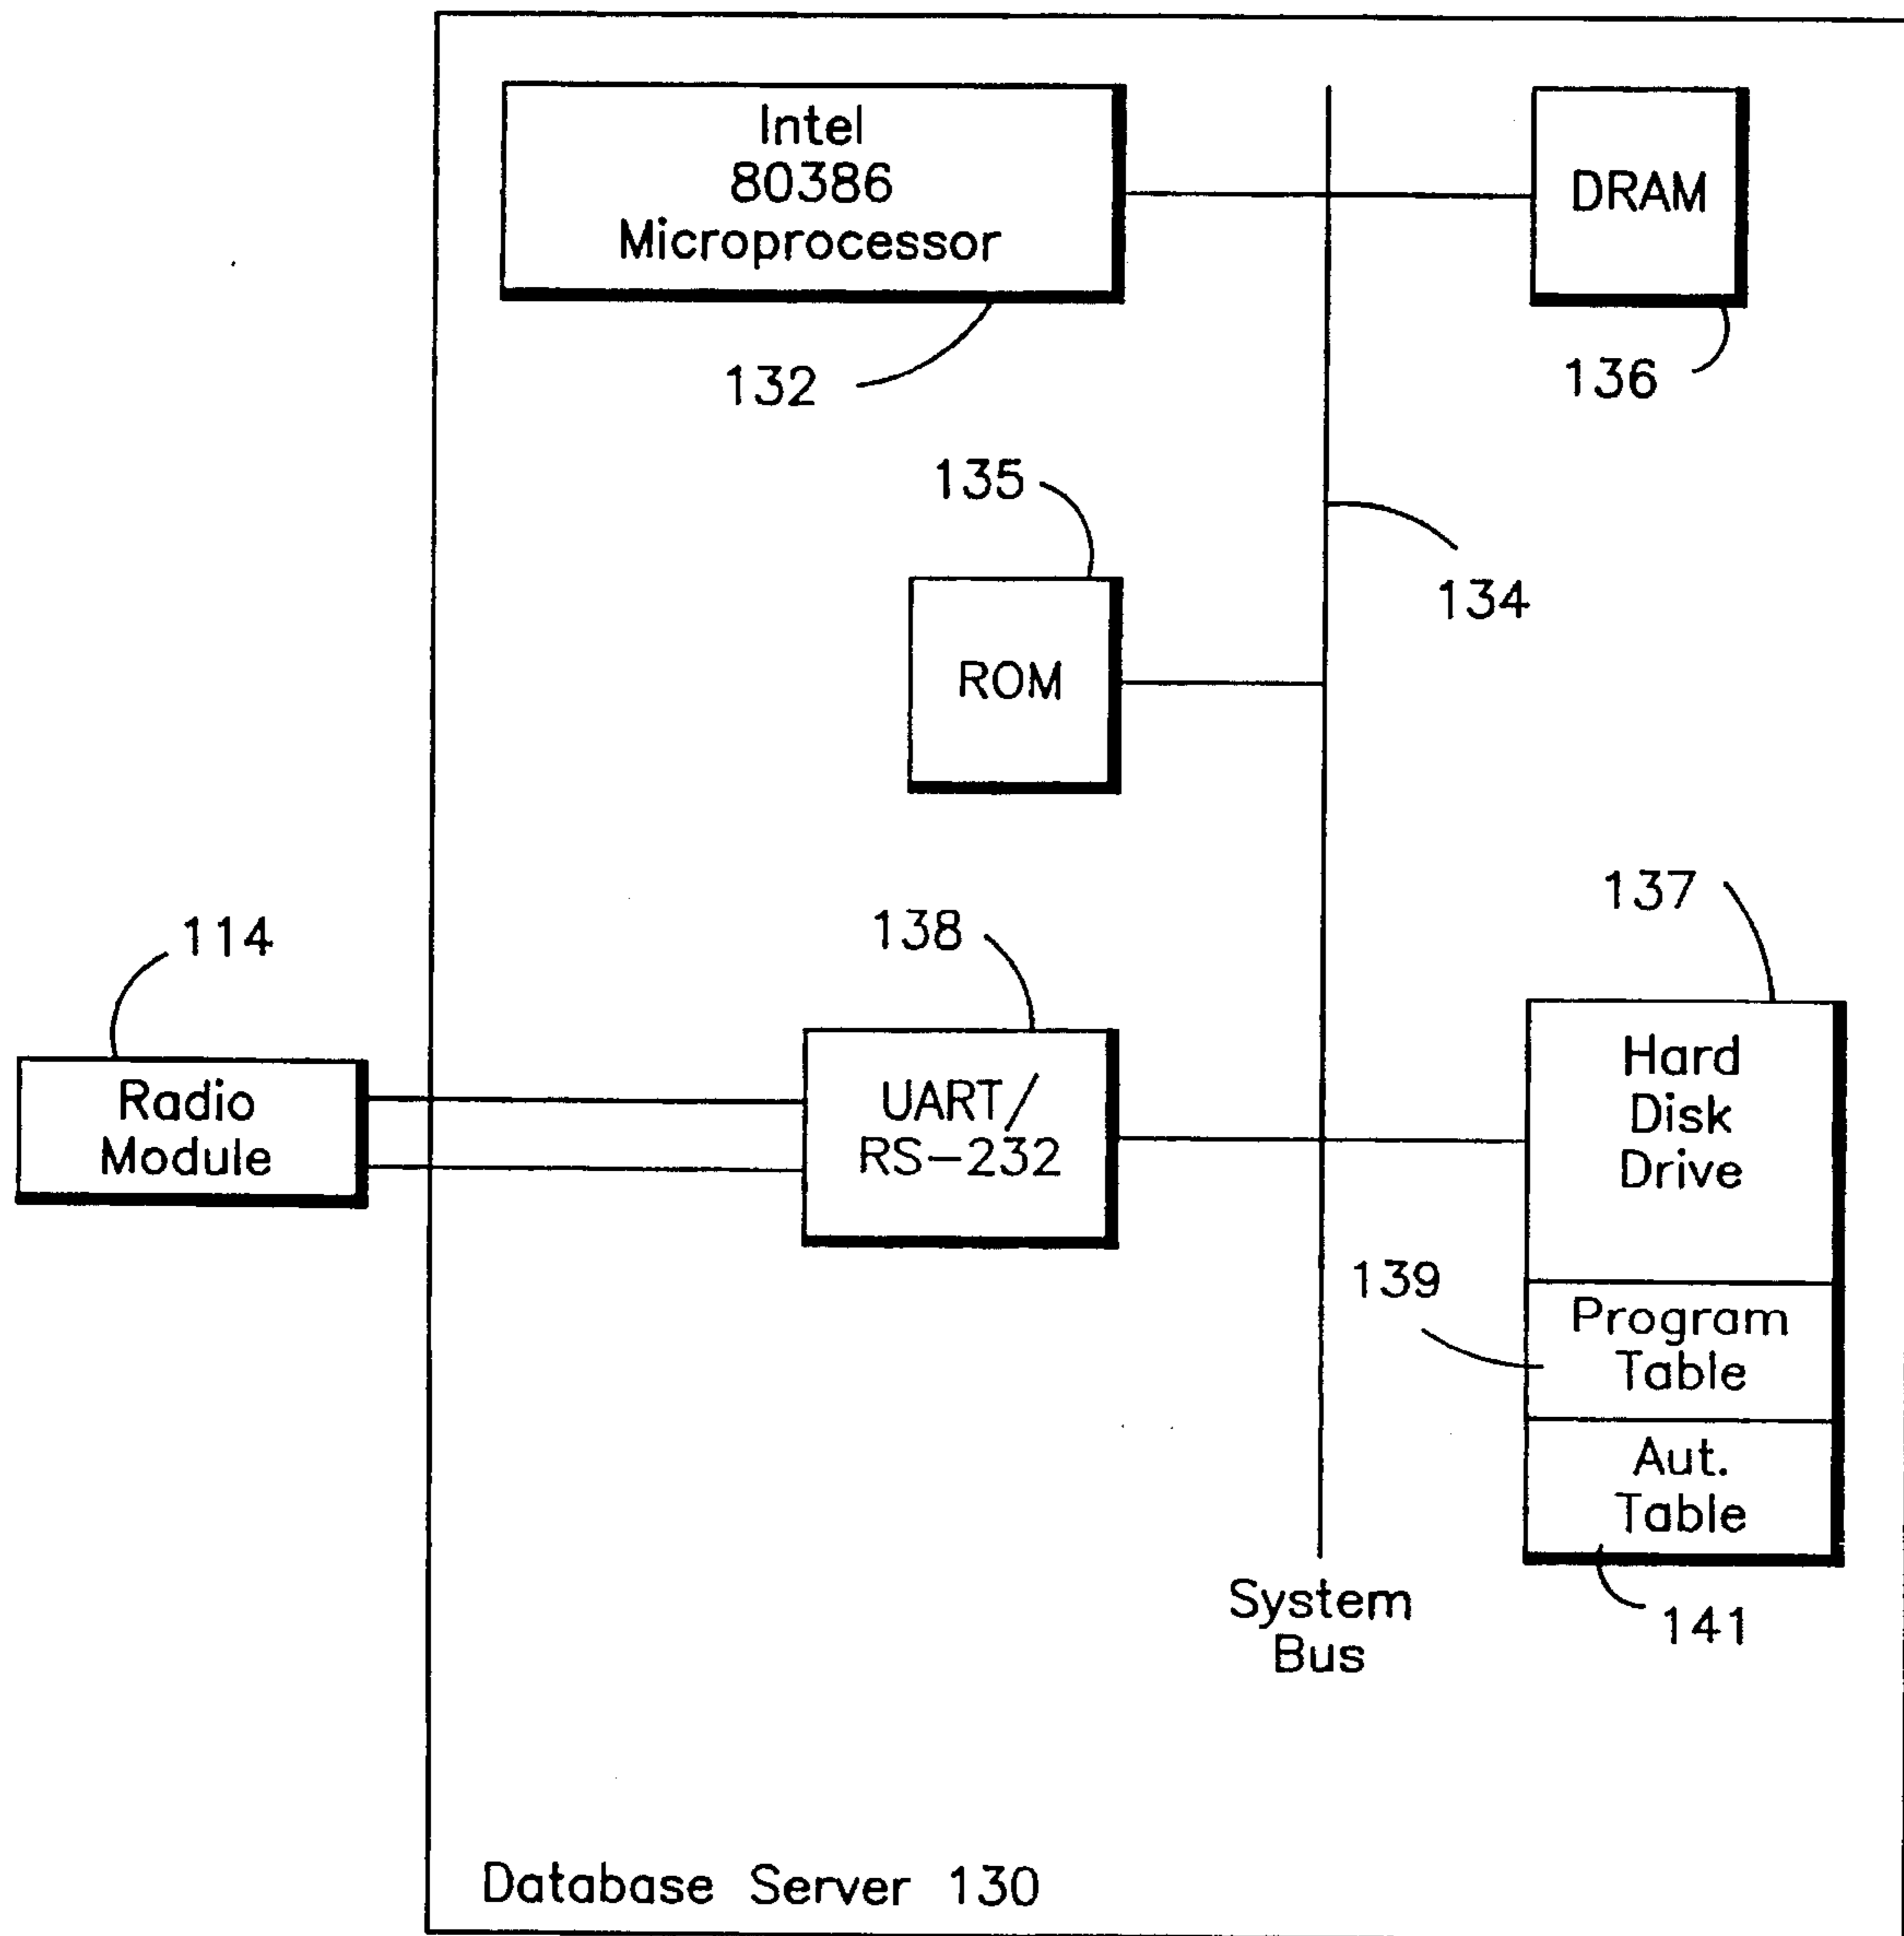 Intel
80386
Microprocessor
132
DRAM
136
135
ROM
134
114
Radio
Module
138
UART/
RS-232
137
Hard
Disk
Drive
139
Program
Table
Aut.
Table
141
System
Bus
Database Server 130